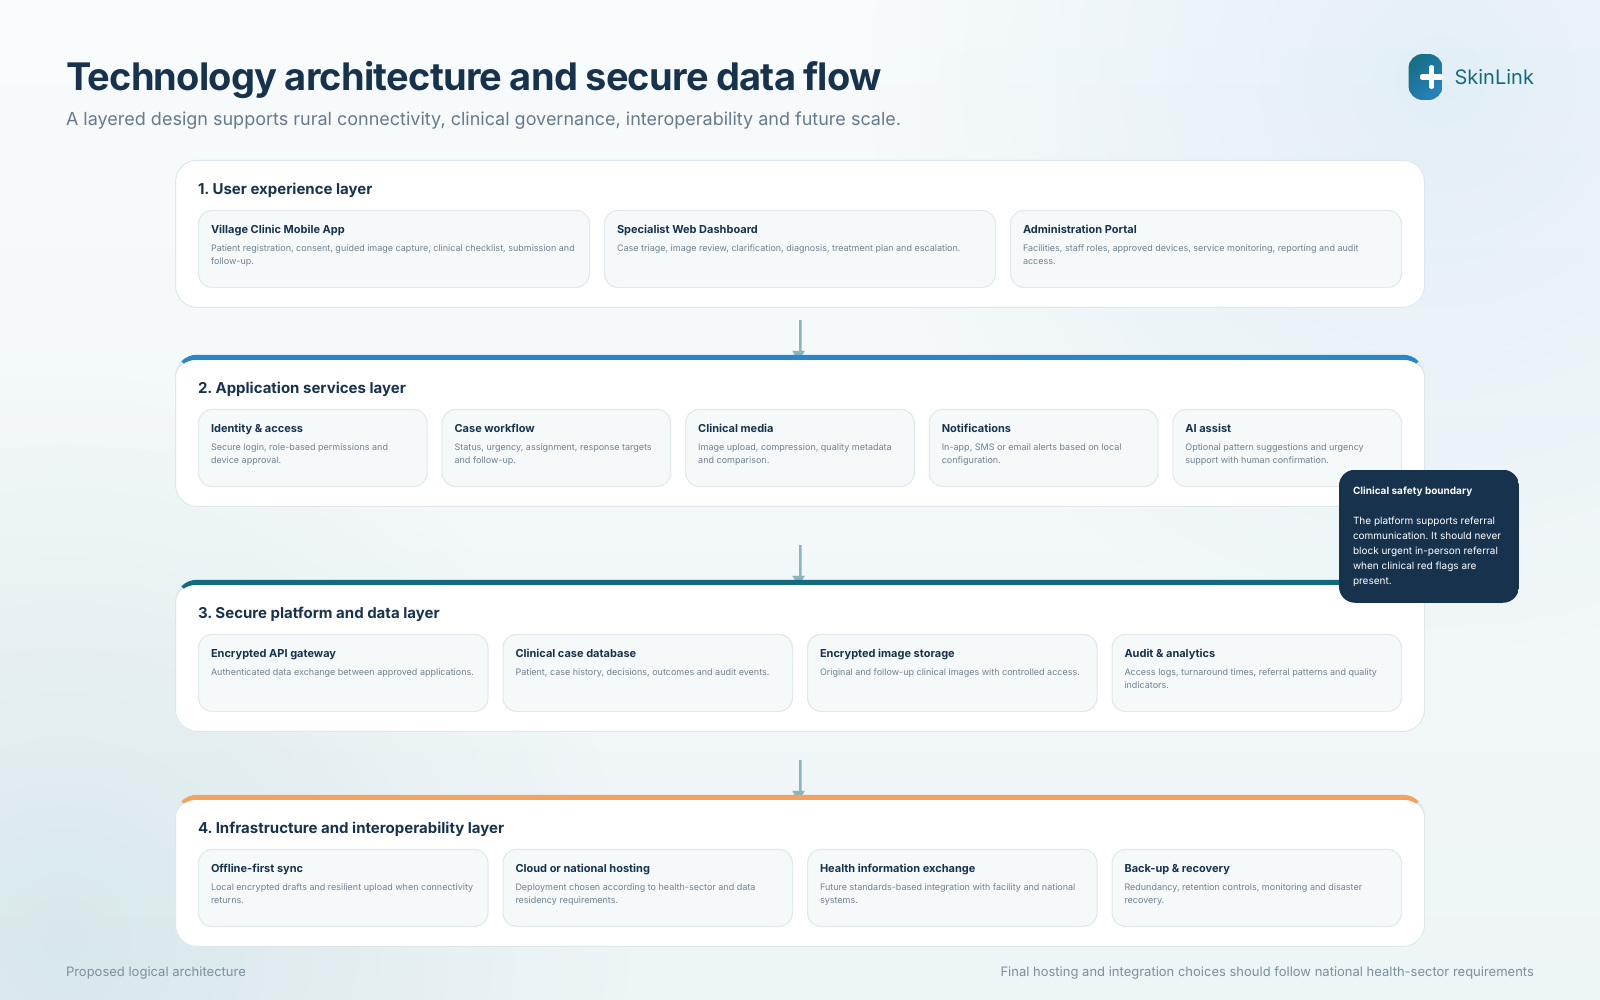 Technology architecture and secure data flow
SkinLink
A layered design supports rural connectivity, clinical governance, interoperability and future scale.
1. User experience layer
Village Clinic Mobile App
Patient registration, consent, guided image capture, clinical checklist, submission and
follow-up.
Specialist Web Dashboard
Case triage, image review, clarification, diagnosis, treatment plan and escalation.
Administration Portal
Facilities, staff roles, approved devices, service monitoring, reporting and audit
access.
2. Application services layer
Identity & access
Secure login, role-based permissions and
device approval.
Case workflow
Status, urgency, assignment, response targets
and follow-up.
Clinical media
Image upload, compression, quality metadata
and comparison.
Notifications
In-app, SMS or email alerts based on local
configuration.
AI assist
Optional pattern suggestions and urgency
support with human confirmation.
Clinical safety boundary
The platform supports referral
communication. It should never
block urgent in-person referral
when clinical red flags are
present.
3. Secure platform and data layer
Encrypted API gateway
Authenticated data exchange between approved applications.
Clinical case database
Patient, case history, decisions, outcomes and audit events.
Encrypted image storage
Original and follow-up clinical images with controlled access.
Audit & analytics
Access logs, turnaround times, referral patterns and quality
indicators.
4. Infrastructure and interoperability layer
Offline-first sync
Local encrypted drafts and resilient upload when connectivity
returns.
Cloud or national hosting
Deployment chosen according to health-sector and data
residency requirements.
Health information exchange
Future standards-based integration with facility and national
systems.
Back-up & recovery
Redundancy, retention controls, monitoring and disaster
recovery.
Proposed logical architecture
Final hosting and integration choices should follow national health-sector requirements